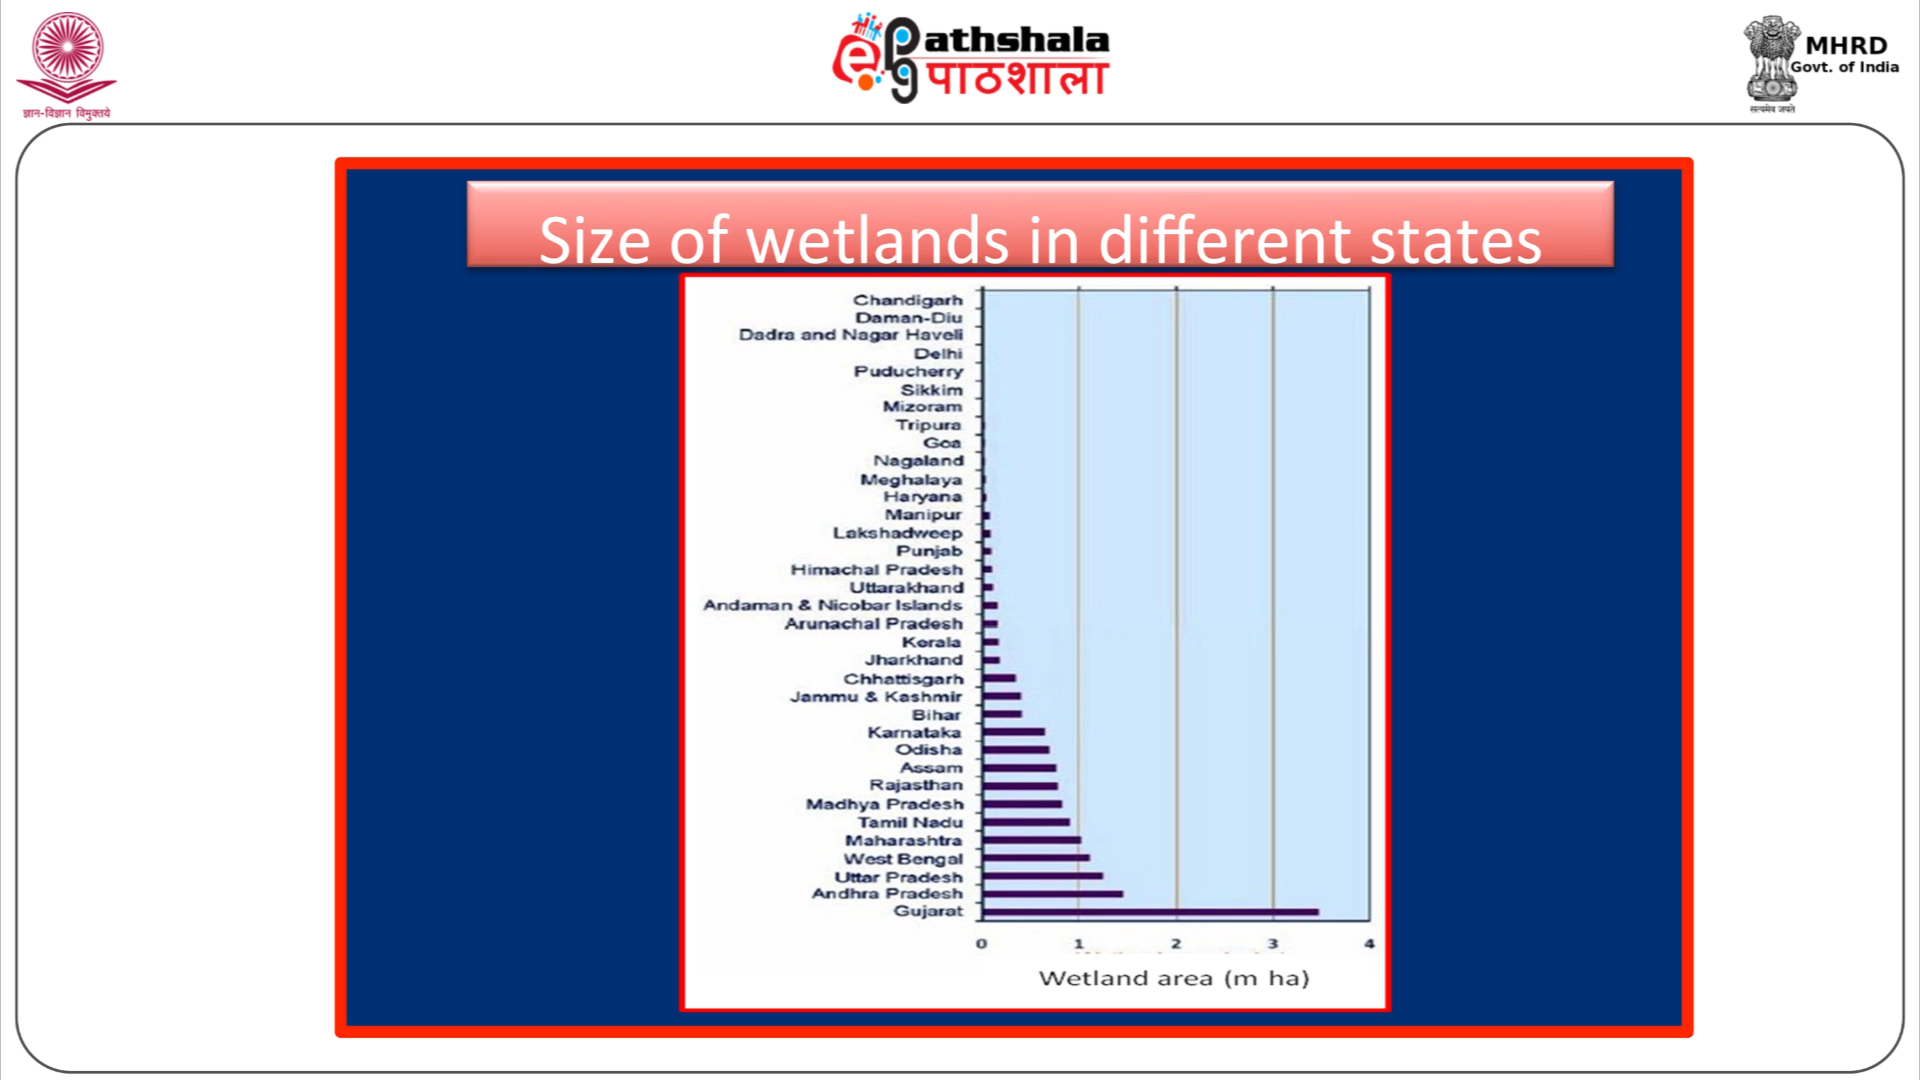 ज्ञान-विज्ञान विमुक्तये
ePG Pathshala
पाठशाला
MHRD
Govt. of India
सत्यमेव जयते
Size of wetlands in different states
Chandigarh
Daman-Diu
Dadra and Nagar Haveli
Delhi
Puducherry
Sikkim
Mizoram
Tripura
Goa
Nagaland
Meghalaya
Haryana
Manipur
Lakshadweep
Punjab
Himachal Pradesh
Uttarakhand
Andaman & Nicobar Islands
Arunachal Pradesh
Kerala
Jharkhand
Chhattisgarh
Jammu & Kashmir
Bihar
Karnataka
Odisha
Assam
Rajasthan
Madhya Pradesh
Tamil Nadu
Maharashtra
West Bengal
Uttar Pradesh
Andhra Pradesh
Gujarat
0 1 2 3 4
Wetland area (m ha)